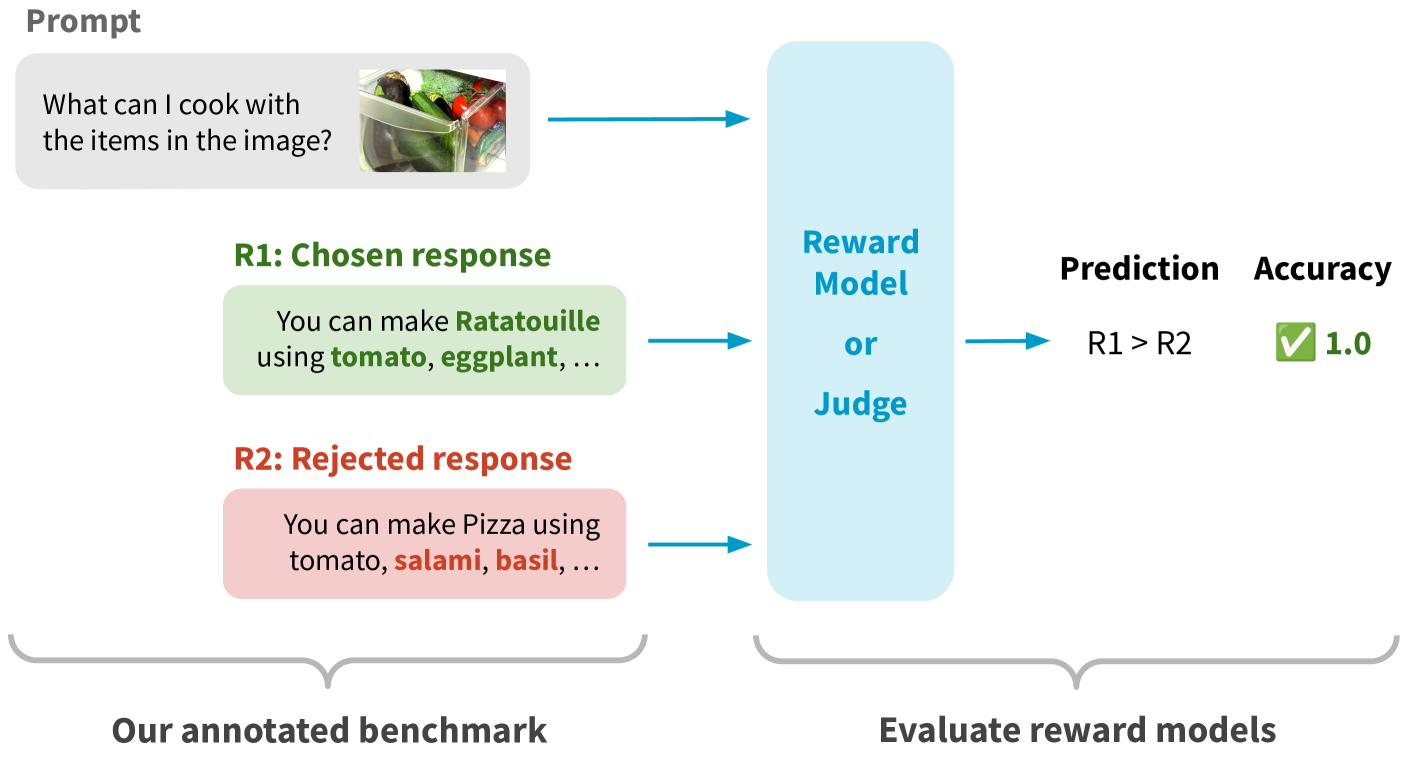 Prompt
What can I cook with
the items in the image?
R1: Chosen response
You can make Ratatouille
using tomato, eggplant, …
R2: Rejected response
You can make Pizza using
tomato, salami, basil, …
Reward
Model
or
Judge
Prediction
R1 > R2
Accuracy
✅ 1.0
Our annotated benchmark
Evaluate reward models